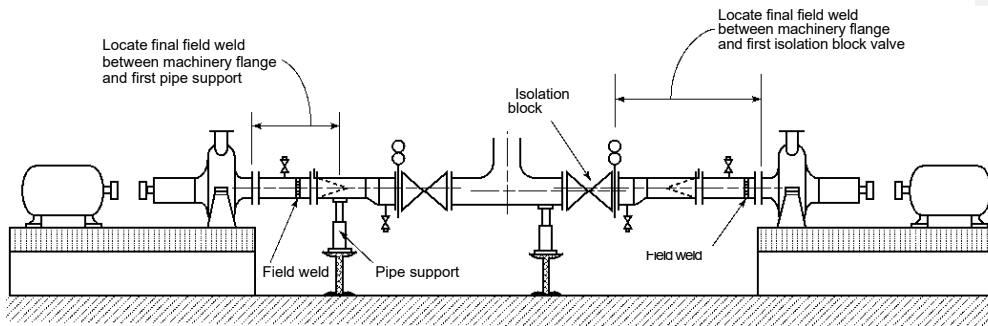 Locate final field weld
between machinery flange
and first pipe support
Locate final field weld
between machinery flange
and first isolation block valve
Isolation
block
Field weld
Pipe support
Field weld